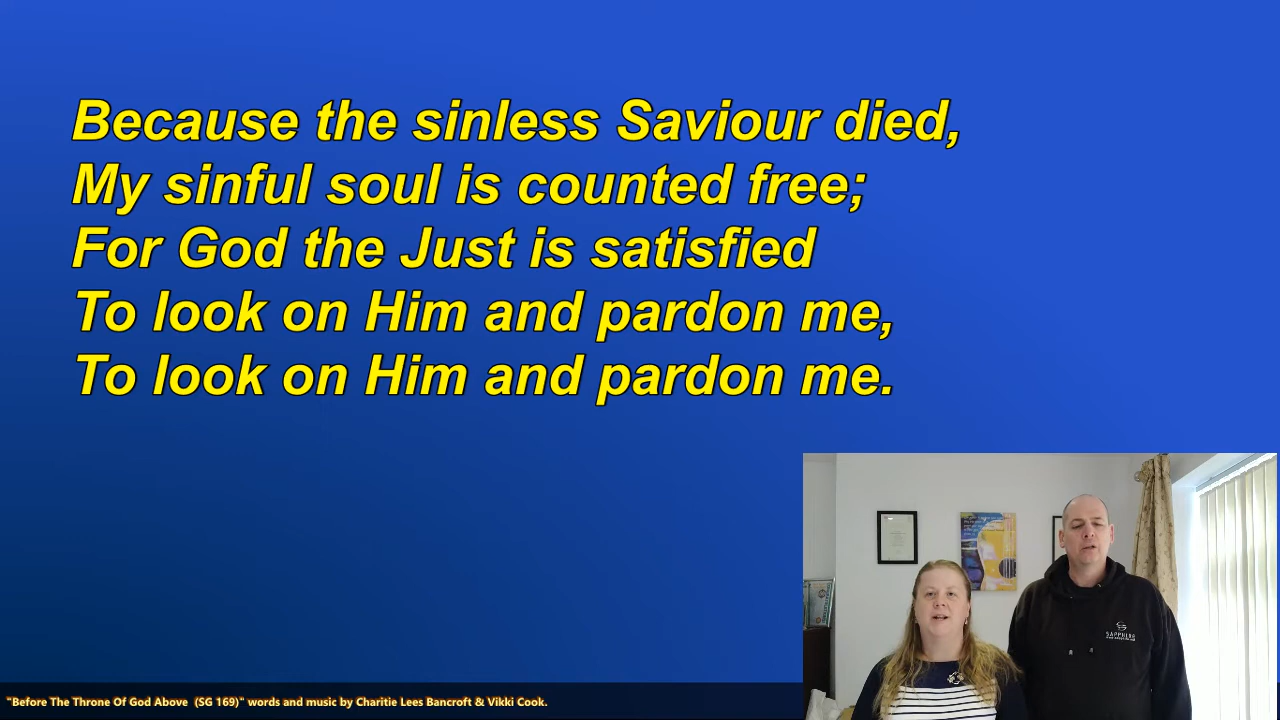 Because the sinless Saviour died,
My sinful soul is counted free;
For God the Just is satisfied
To look on Him and pardon me,
To look on Him and pardon me.
SAPPHIRE
"Before The Throne Of God Above  (SG 169)" words and music by Charitie Lees Bancroft & Vikki Cook.